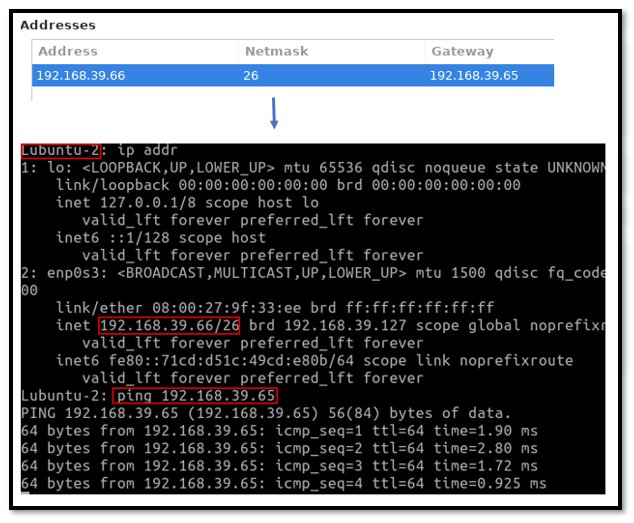 Addresses
Address Netmask Gateway
192.168.39.66 26 192.168.39.65
Lubuntu-2: ip addr
1: lo: <LOOPBACK,UP,LOWER_UP> mtu 65536 qdisc noqueue state UNKNOWN
link/loopback 00:00:00:00:00:00 brd 00:00:00:00:00:00
inet 127.0.0.1/8 scope host lo
valid_lft forever preferred_lft forever
inet6 ::1/128 scope host
valid_lft forever preferred_lft forever
2: enp0s3: <BROADCAST,MULTICAST,UP,LOWER_UP> mtu 1500 qdisc fq_code
00
link/ether 08:00:27:9f:33:ee brd ff:ff:ff:ff:ff:ff
inet 192.168.39.66/26 brd 192.168.39.127 scope global noprefixr
valid_lft forever preferred_lft forever
inet6 fe80::71cd:d51c:49cd:e80b/64 scope link noprefixroute
valid_lft forever preferred_lft forever
Lubuntu-2: ping 192.168.39.65
PING 192.168.39.65 (192.168.39.65) 56(84) bytes of data.
64 bytes from 192.168.39.65: icmp_seq=1 ttl=64 time=1.90 ms
64 bytes from 192.168.39.65: icmp_seq=2 ttl=64 time=2.80 ms
64 bytes from 192.168.39.65: icmp_seq=3 ttl=64 time=1.72 ms
64 bytes from 192.168.39.65: icmp_seq=4 ttl=64 time=0.925 ms